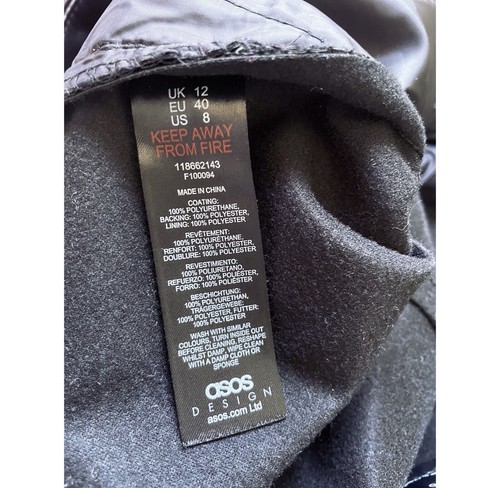 UK 12
EU 40
US 8
KEEP AWAY
FROM FIRE
118662143
F100094
MADE IN CHINA
COATING:
100% POLYURETHANE,
BACKING: 100% POLYESTER,
LINING: 100% POLYESTER
REVÊTEMENT:
100% POLYURÉTHANE,
RENFORT: 100% POLYESTER,
DOUBLURE: 100% POLYESTER
REVESTIMIENTO:
100% POLIURETANO,
REFUERZO: 100% POLIÉSTER,
FORRO: 100% POLIÉSTER
BESCHICHTUNG:
100% POLYURETHAN,
TRÄGERGEWEBE:
100% POLYESTER, FUTTER:
100% POLYESTER
WASH WITH SIMILAR
COLOURS, TURN INSIDE OUT
BEFORE CLEANING, RESHAPE
WHILST DAMP, WIPE CLEAN
WITH A DAMP CLOTH OR
SPONGE
asos
DESIGN
asos.com Ltd